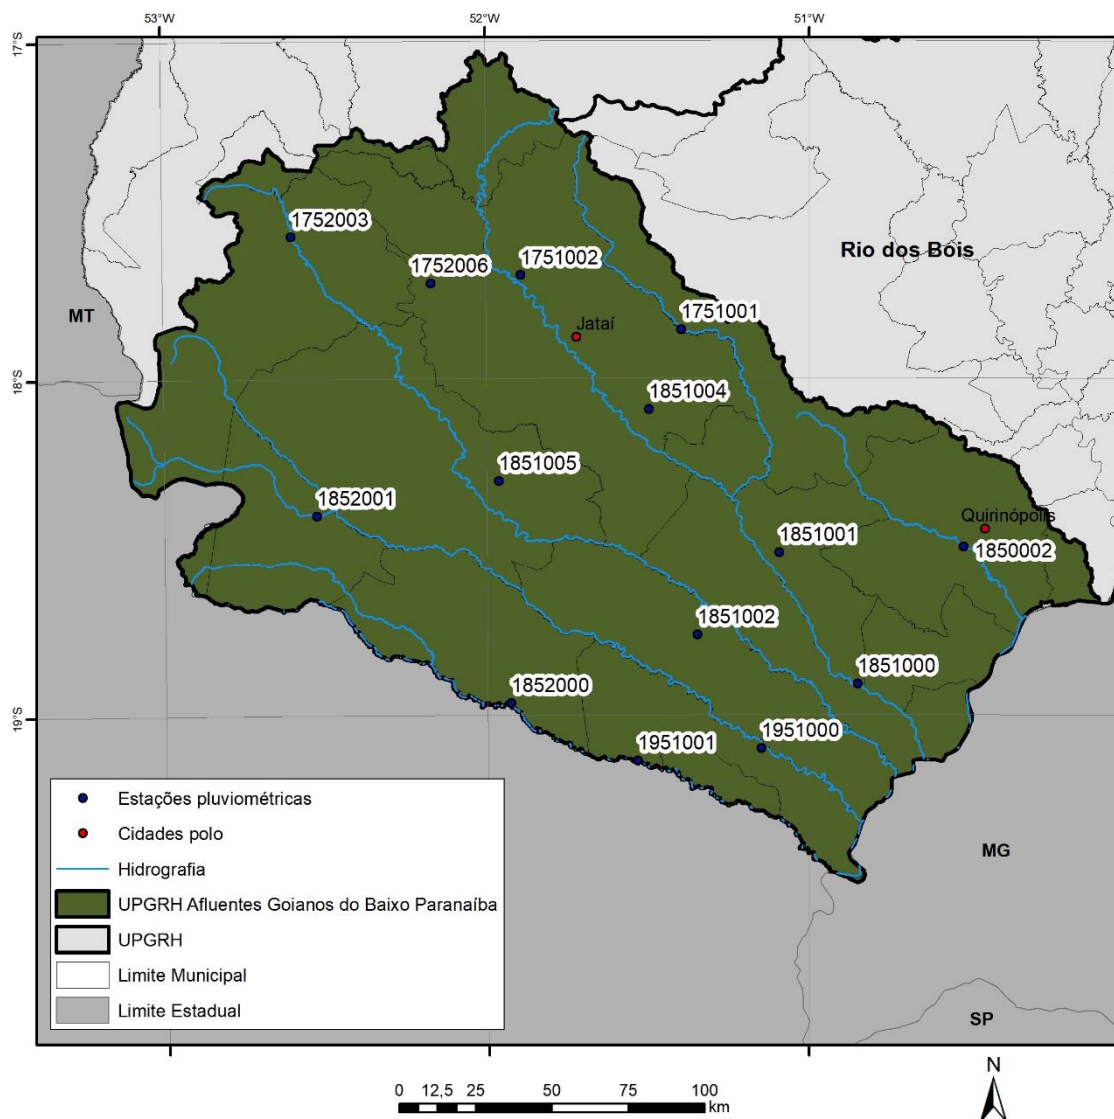 53°W
52°W
51°W
17°S
1752003
1752006
1751002
Rio dos Bois
MT
1751001
Jataí
18°S
1851004
1851005
1852001
Quirinópolis
1851001
1850002
1851002
1851000
1852000
19°S
1951001
1951000
Estações pluviométricas
Cidades polo
Hidrografia
UPGRH Afluentes Goianos do Baixo Paranaíba
UPGRH
Limite Municipal
Limite Estadual
MG
SP
N
0 12,5 25 50 75 100
km